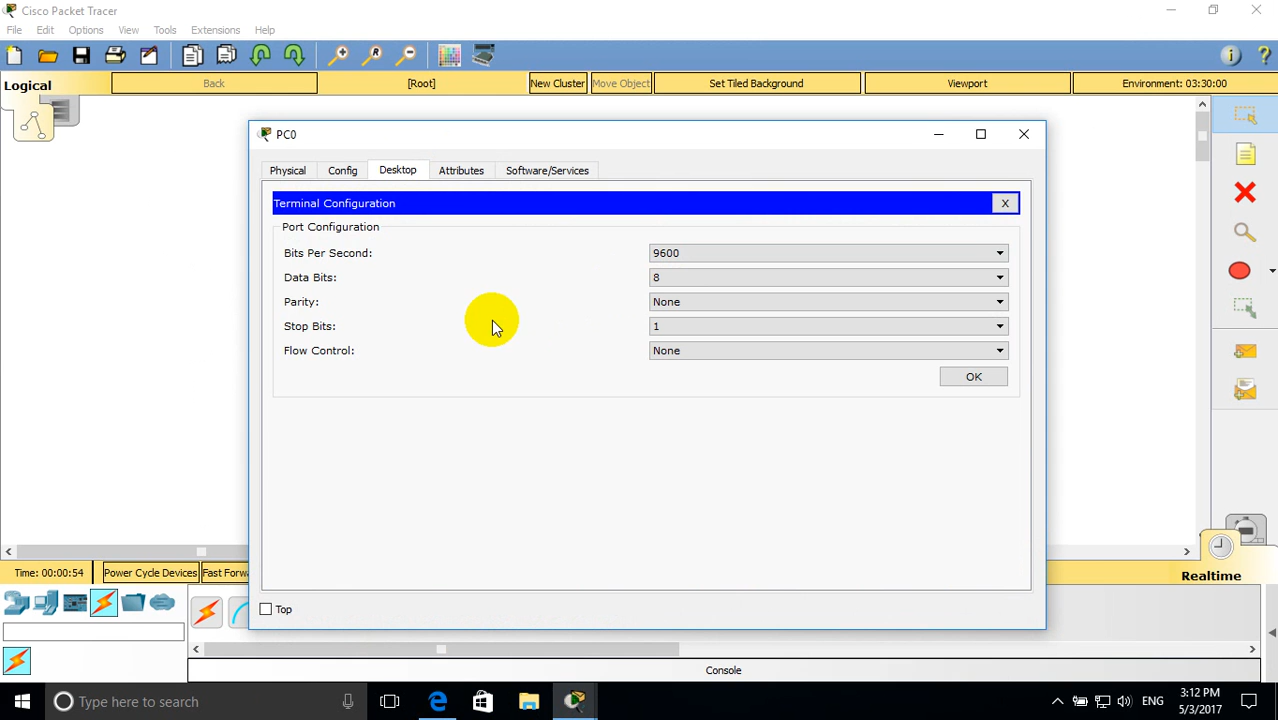 Cisco Packet Tracer
File Edit Options View Tools Extensions Help
Logical Back [Root] New Cluster Move Object Set Tiled Background Viewport Environment: 03:30:00
PC0
Physical Config Desktop Attributes Software/Services
Terminal Configuration X
Port Configuration
Bits Per Second: 9600
Data Bits: 8
Parity: None
Stop Bits: 1
Flow Control: None
OK
Time: 00:00:54 Power Cycle Devices Fast Forw
Realtime
Top
Console
Type here to search
ENG
3:12 PM
5/3/2017